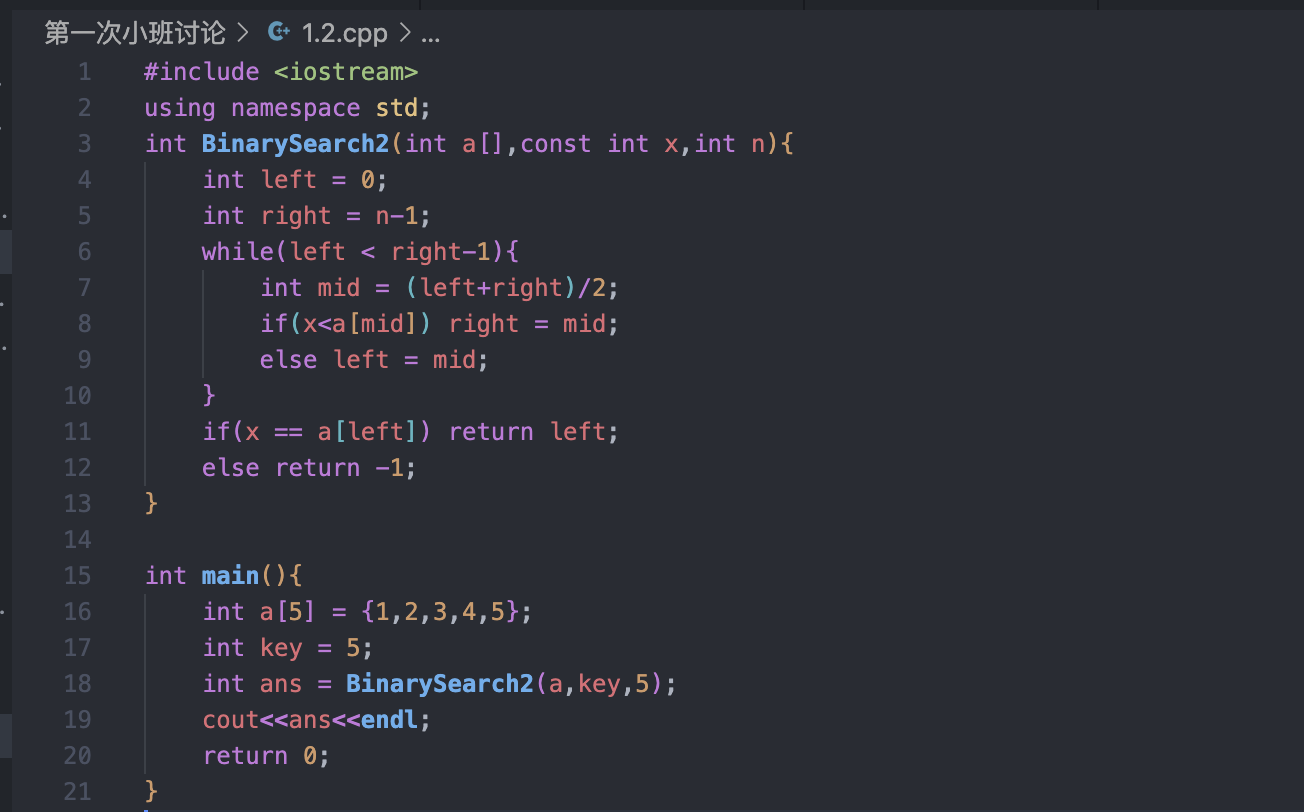 第一次小班讨论 > C++ 1.2.cpp > ...
1 #include <iostream>
2 using namespace std;
3 int BinarySearch2(int a[],const int x,int n){
4     int left = 0;
5     int right = n-1;
6     while(left < right-1){
7         int mid = (left+right)/2;
8         if(x<a[mid]) right = mid;
9         else left = mid;
10     }
11     if(x == a[left]) return left;
12     else return -1;
13 }
14
15 int main(){
16     int a[5] = {1,2,3,4,5};
17     int key = 5;
18     int ans = BinarySearch2(a,key,5);
19     cout<<ans<<endl;
20     return 0;
21 }